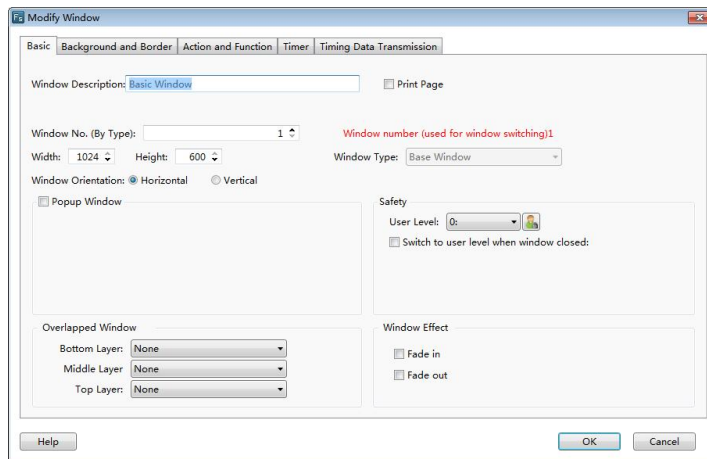 Fs Modify Window
Basic Background and Border Action and Function Timer Timing Data Transmission
Window Description: Basic Window Print Page
Window No. (By Type): 1 Window number (used for window switching)1
Width: 1024 Height: 600 Window Type: Base Window
Window Orientation: Horizontal Vertical
Popup Window Safety
User Level: 0:
Switch to user level when window closed:
Overlapped Window Window Effect
Bottom Layer: None
Fade in
Middle Layer None
Fade out
Top Layer: None
Help OK Cancel